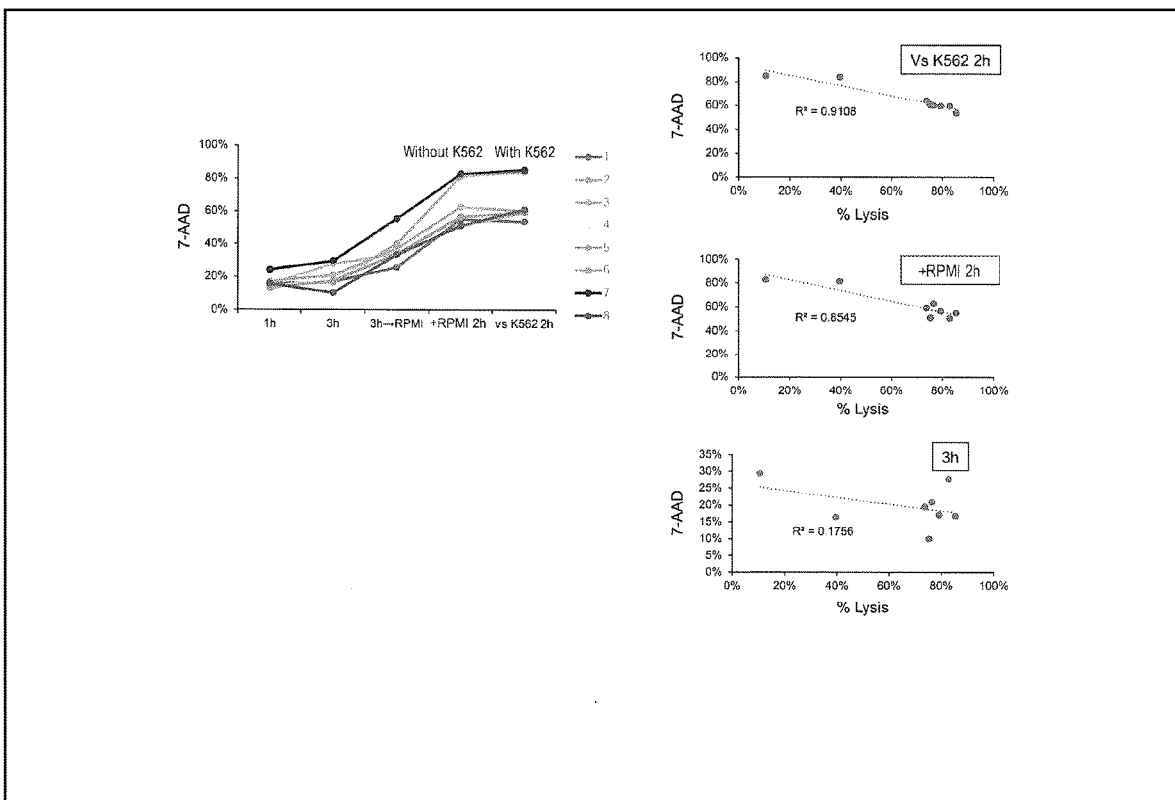 100%
80%
60%
40%
20%
0%
7-AAD
Without K562 With K562
1h 3h 3h→RPMI +RPMI 2h vs K562 2h
1
2
3
4
5
6
7
8
Vs K562 2h
100%
80%
60%
40%
20%
0%
7-AAD
R² = 0.9108
0% 20% 40% 60% 80% 100%
% Lysis
+RPMI 2h
100%
80%
60%
40%
20%
0%
7-AAD
R² = 0.8545
0% 20% 40% 60% 80% 100%
% Lysis
3h
35%
30%
25%
20%
15%
10%
5%
0%
7-AAD
R² = 0.1756
0% 20% 40% 60% 80% 100%
% Lysis